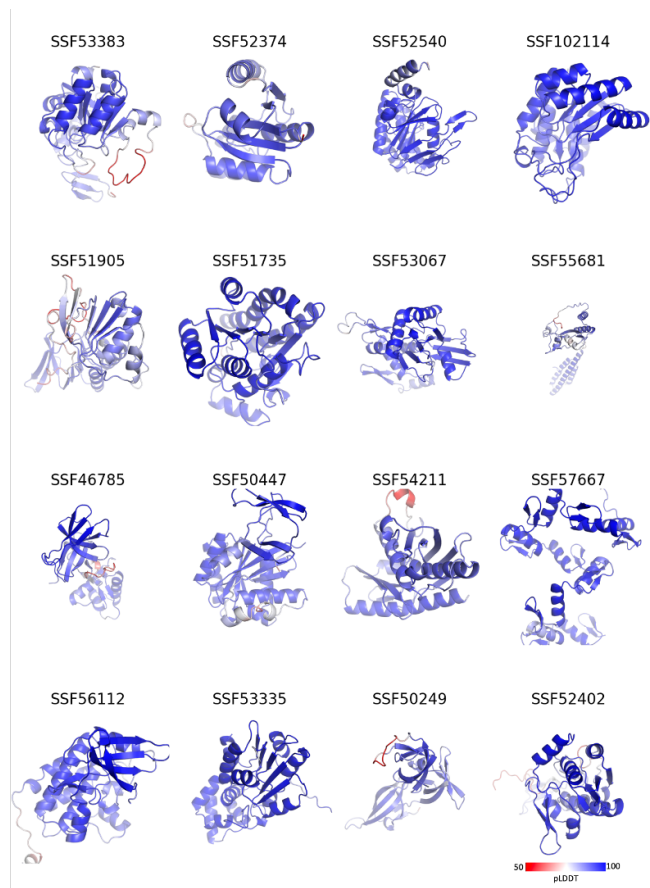 SSF53383 SSF52374 SSF52540 SSF102114
SSF51905 SSF51735 SSF53067 SSF55681
SSF46785 SSF50447 SSF54211 SSF57667
SSF56112 SSF53335 SSF50249 SSF52402
50 100
pLDDT